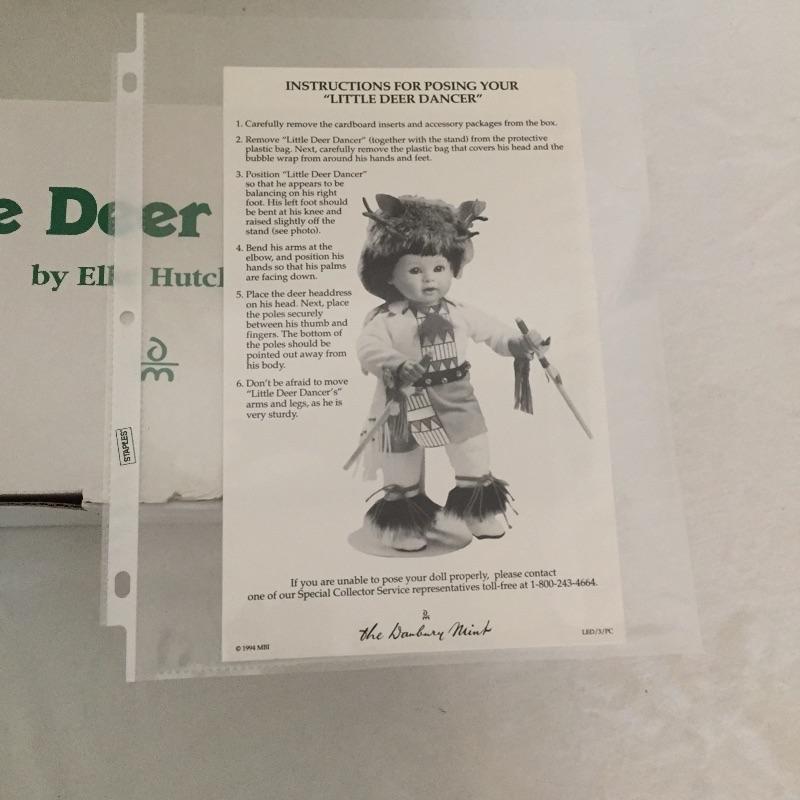 INSTRUCTIONS FOR POSING YOUR
"LITTLE DEER DANCER"
1. Carefully remove the cardboard inserts and accessory packages from the box.
2. Remove "Little Deer Dancer" (together with the stand) from the protective
plastic bag. Next, carefully remove the plastic bag that covers his head and the
bubble wrap from around his hands and feet.
3. Position "Little Deer Dancer"
so that he appears to be
balancing on his right
foot. His left foot should
be bent at his knee and
raised slightly off the
stand (see photo).
4. Bend his arms at the
elbow, and position his
hands so that his palms
are facing down.
5. Place the deer headdress
on his head. Next, place
the poles securely
between his thumb and
fingers. The bottom of
the poles should be
pointed out away from
his body.
6. Don't be afraid to move
"Little Deer Dancer's"
arms and legs, as he is
very sturdy.
If you are unable to pose your doll properly, please contact
one of our Special Collector Service representatives toll-free at 1-800-243-4664.
the Danbury Mint
© 1994 MBI
LED/3/PC
e Deer
by Elle Hutch
STAPLES